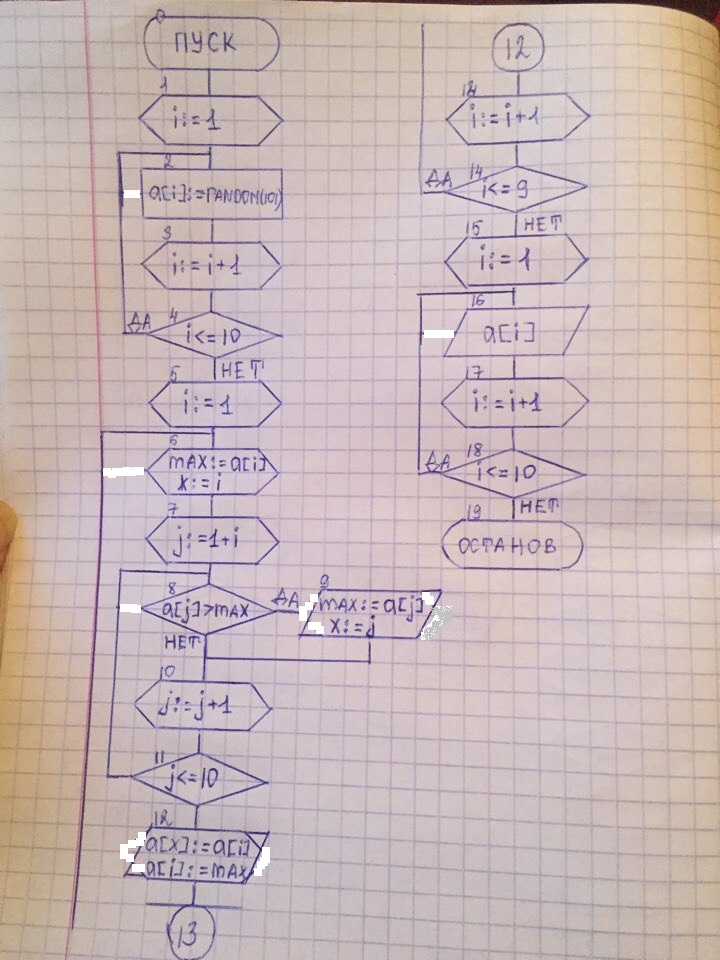 0
ПУСК
1
i:=1
2
a[i]:=RANDOM(101)
3
i:=i+1
ДА
4
i<=10
НЕТ
5
i:=1
6
MAX:=a[i]
X:=i
7
j:=1+i
8
a[j]>MAX
ДА
НЕТ
9
MAX:=a[j]
X:=j
10
j:=j+1
11
j<=10
12
a[X]:=a[i]
a[i]:=MAX
13
12
i:=i+1
ДА
14
i<=9
НЕТ
15
i:=1
16
a[i]
17
i:=i+1
ДА
18
i<=10
НЕТ
19
ОСТАНОВ